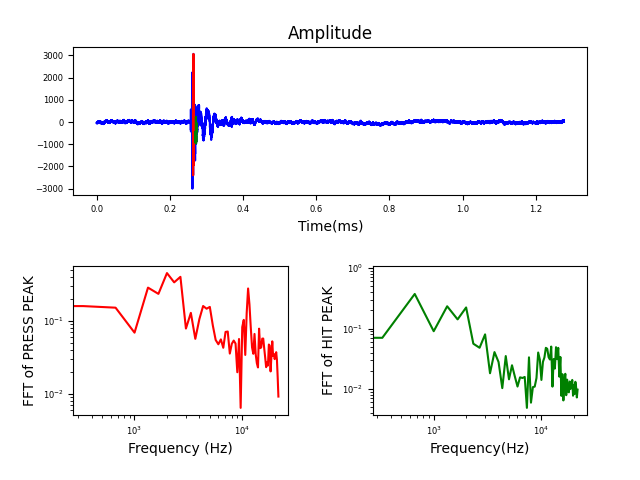 Amplitude
3000
2000
1000
0
−1000
−2000
−3000
0.0 0.2 0.4 0.6 0.8 1.0 1.2
Time(ms)
FFT of PRESS PEAK
10⁻¹
10⁻²
10³ 10⁴
Frequency (Hz)
FFT of HIT PEAK
10⁰
10⁻¹
10⁻²
10³ 10⁴
Frequency(Hz)